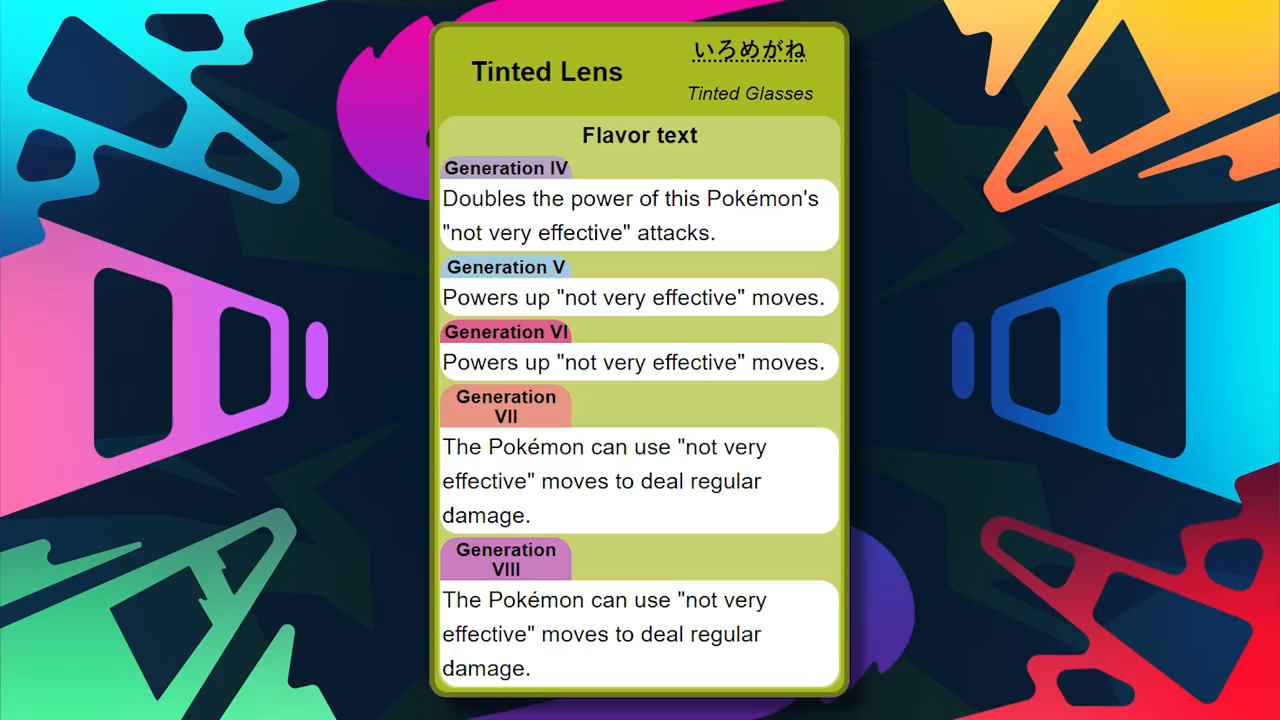 Tinted Lens
いろめがね
Tinted Glasses
Flavor text
Generation IV
Doubles the power of this Pokémon's
"not very effective" attacks.
Generation V
Powers up "not very effective" moves.
Generation VI
Powers up "not very effective" moves.
Generation
VII
The Pokémon can use "not very
effective" moves to deal regular
damage.
Generation
VIII
The Pokémon can use "not very
effective" moves to deal regular
damage.